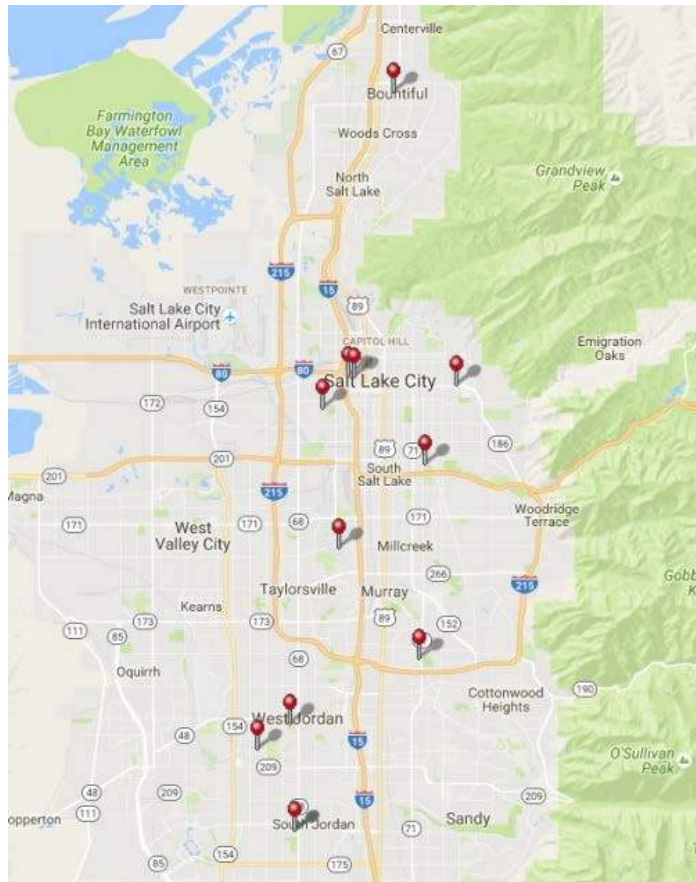 Centerville
67
Bountiful
Farmington
Bay Waterfowl
Management
Area
Woods Cross
Grandview
Peak
North
Salt Lake
215
WESTPOINTE
15
89
Salt Lake City
International Airport
CAPITOL HILL
Emigration
Oaks
80
80
Salt Lake City
172
154
186
89
71
201
201
South
Salt Lake
201
Magna
215
Woodridge
Terrace
171
West
Valley City
171
68
171
Millcreek
266
215
Taylorsville
Murray
Kearns
89
111
85
173
173
152
68
Oquirrh
Cottonwood
Heights
190
West Jordan
154
48
15
209
O'Sullivan
Peak
48
209
111
209
15
South Jordan
Sandy
71
154
85
175